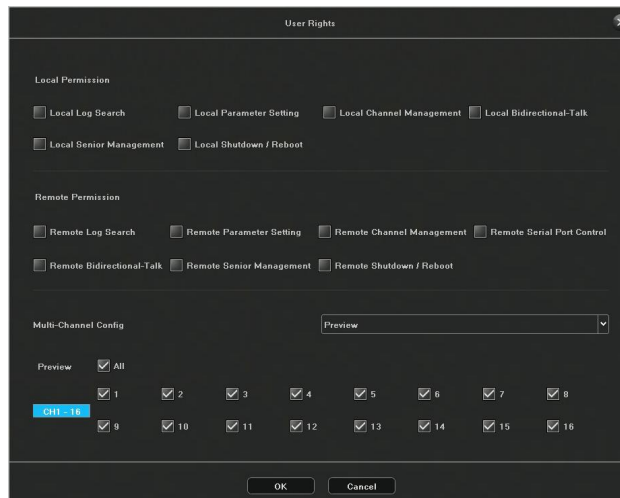 User Rights
Local Permission
Local Log Search Local Parameter Setting Local Channel Management Local Bidirectional-Talk
Local Senior Management Local Shutdown / Reboot
Remote Permission
Remote Log Search Remote Parameter Setting Remote Channel Management Remote Serial Port Control
Remote Bidirectional-Talk Remote Senior Management Remote Shutdown / Reboot
Multi-Channel Config Preview
Preview All
1 2 3 4 5 6 7 8
CH1 - 16
9 10 11 12 13 14 15 16
OK Cancel